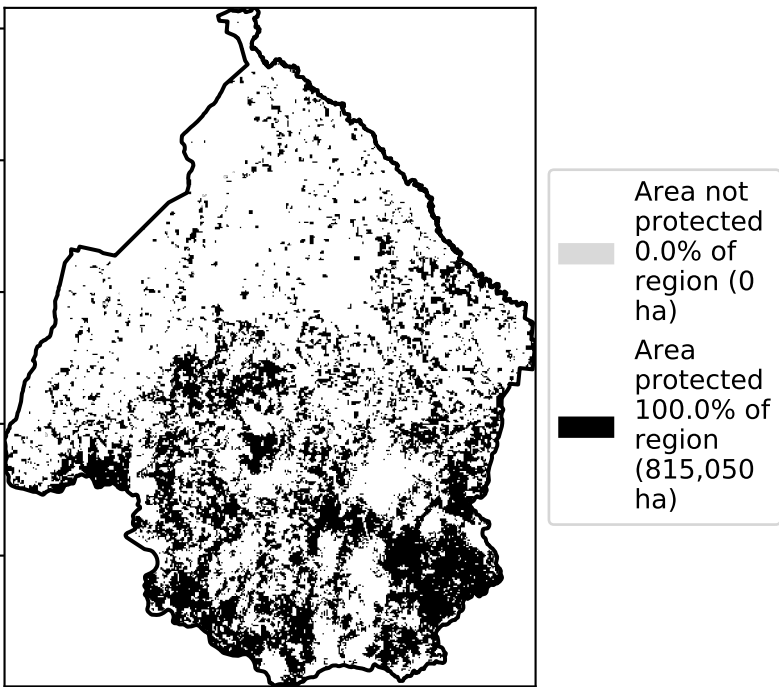 Area not
protected
0.0% of
region (0
ha)
Area
protected
100.0% of
region
(815,050
ha)